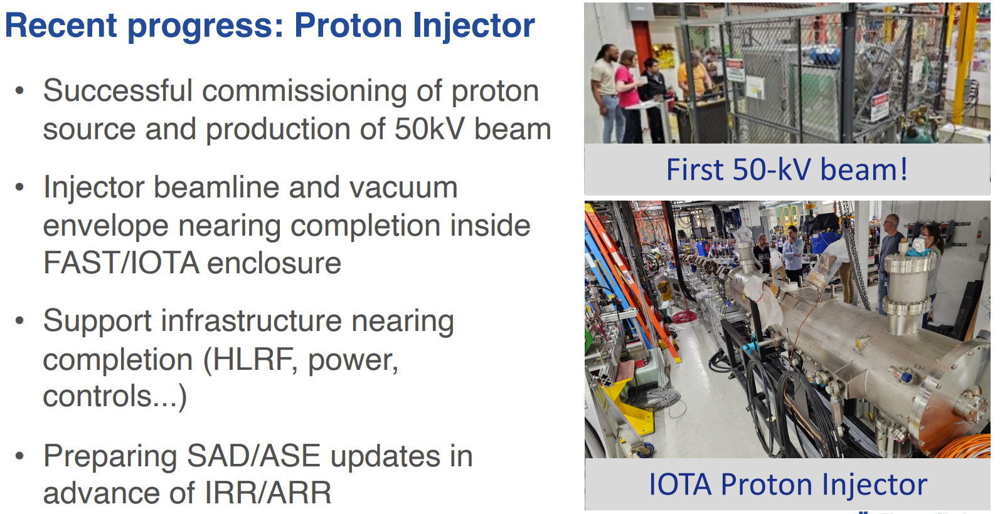 Recent progress: Proton Injector
• Successful commissioning of proton
source and production of 50kV beam
• Injector beamline and vacuum
envelope nearing completion inside
FAST/IOTA enclosure
• Support infrastructure nearing
completion (HLRF, power,
controls...)
• Preparing SAD/ASE updates in
advance of IRR/ARR
First 50-kV beam!
IOTA Proton Injector